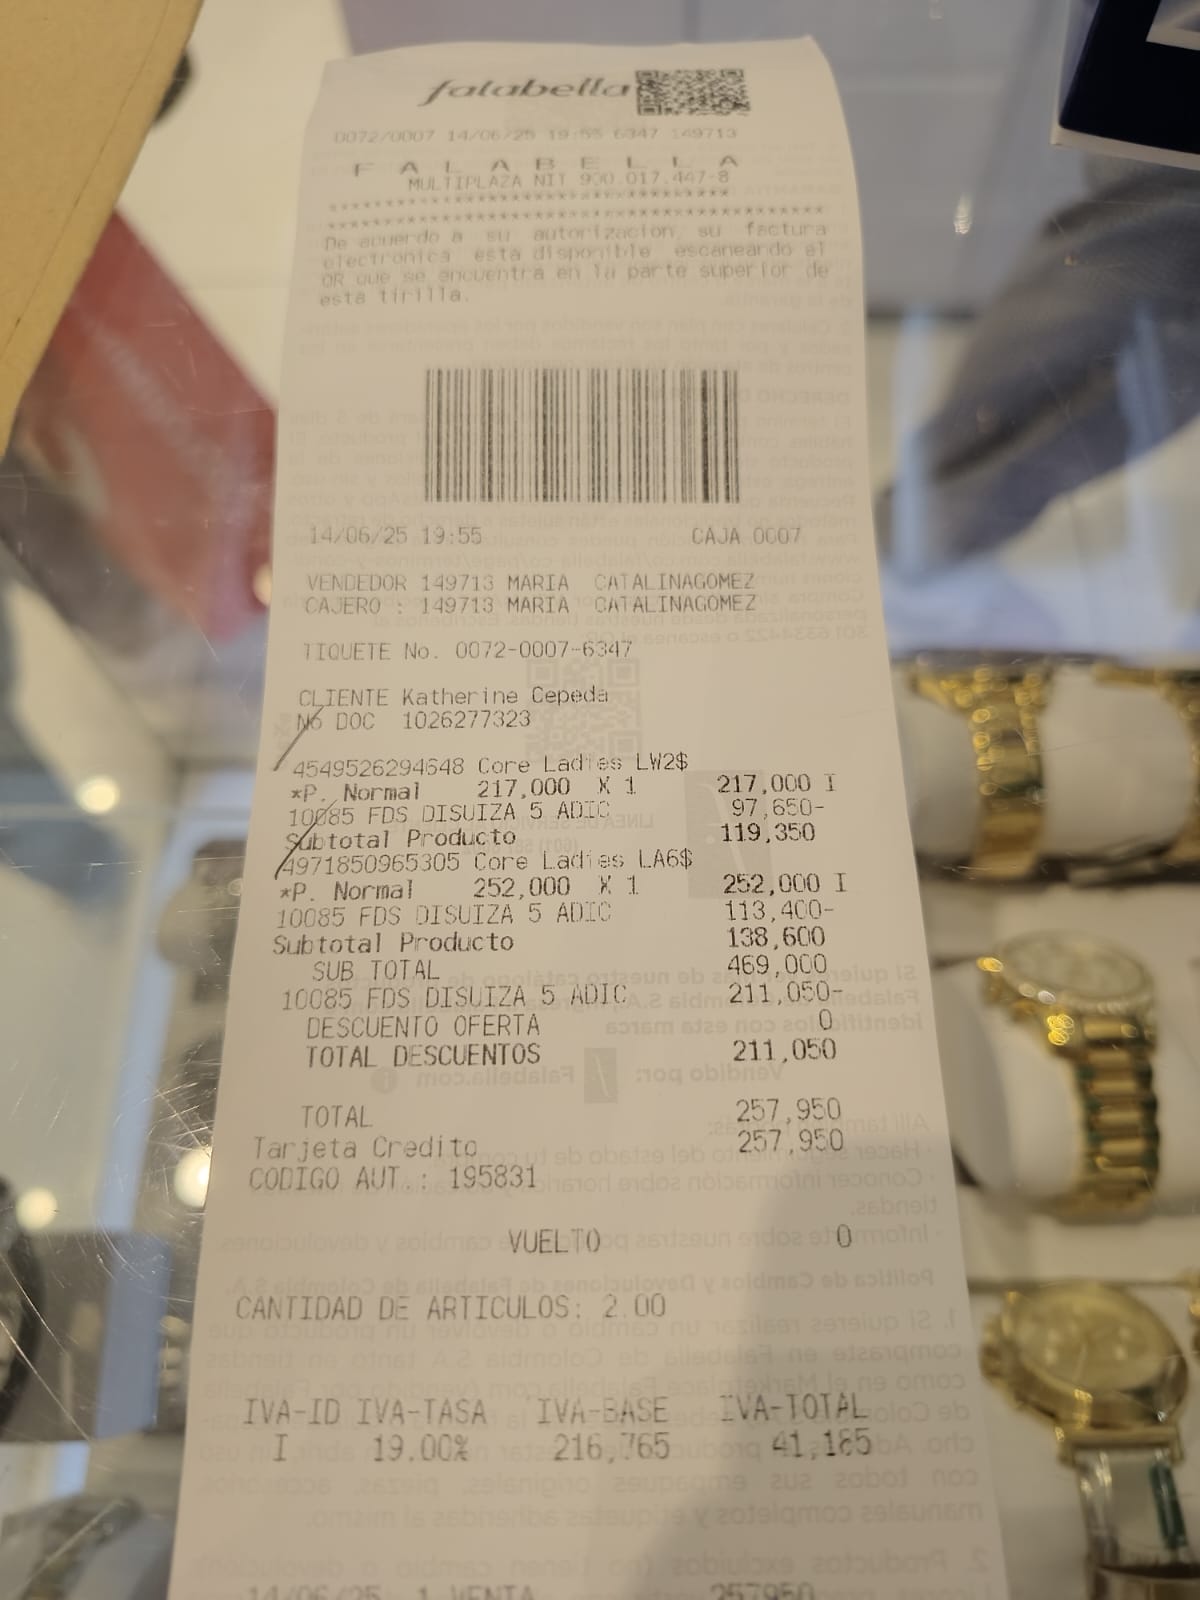 falabella
0072/0007 14/06/25 19:55 6347 149713
F A L A B E L L A
MULTIPLAZA NIT 900.017.447-8
****************************************
**************************************************
De acuerdo a su autorizacion, su factura
electronica esta disponible escaneando el
QR que se encuentra en la parte superior de
esta tirilla.
14/06/25 19:55 CAJA 0007
VENDEDOR 149713 MARIA CATALINAGOMEZ
CAJERO : 149713 MARIA CATALINAGOMEZ
TIQUETE No. 0072-0007-6347
CLIENTE Katherine Cepeda
No DOC 1026277323
4549526294648 Core Ladies LW2$
*P. Normal 217,000 X 1 217,000 I
10085 FDS DISUIZA 5 ADIC 97,650-
Subtotal Producto 119,350
4971850965305 Core Ladies LA6$
*P. Normal 252,000 X 1 252,000 I
10085 FDS DISUIZA 5 ADIC 113,400-
Subtotal Producto 138,600
SUB TOTAL 469,000
10085 FDS DISUIZA 5 ADIC 211,050-
DESCUENTO OFERTA 0
TOTAL DESCUENTOS 211,050
TOTAL 257,950
Tarjeta Credito 257,950
CODIGO AUT.: 195831
VUELTO 0
CANTIDAD DE ARTICULOS: 2.00
IVA-ID IVA-TASA IVA-BASE IVA-TOTAL
I 19.00% 216,765 41,185
14/06/25 1 VENTA 257950